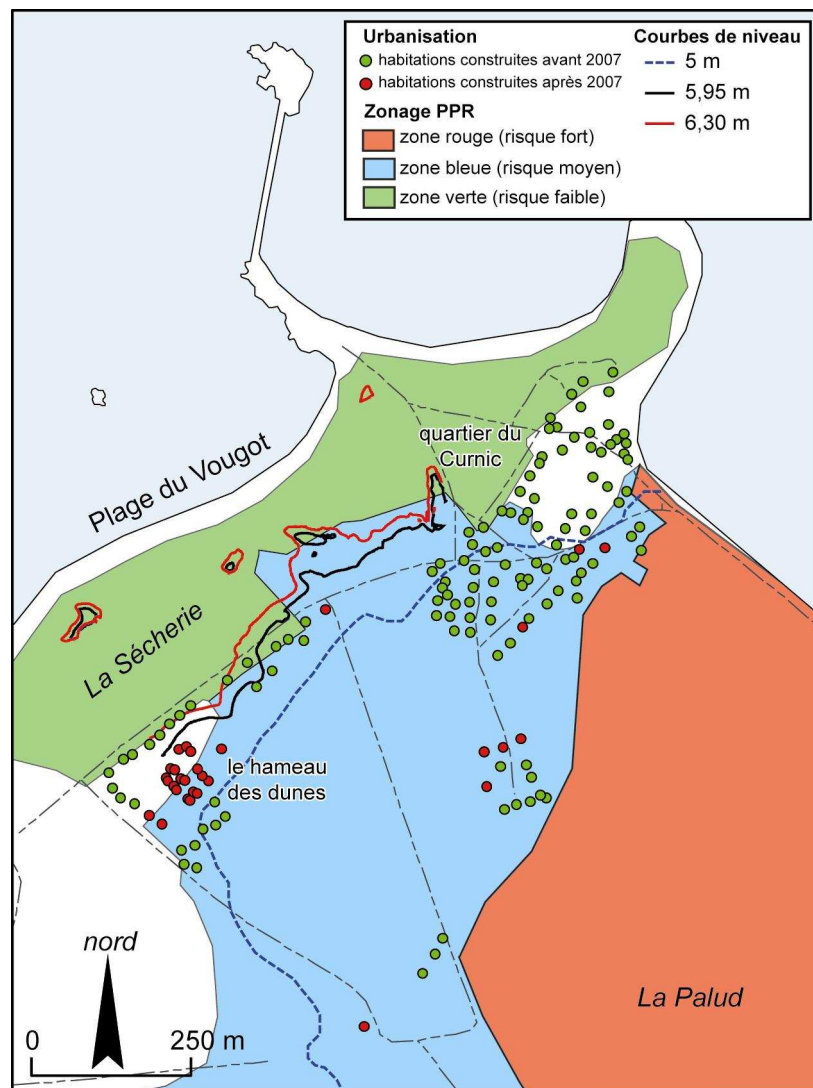 Urbanisation
habitations construites avant 2007
habitations construites après 2007
Zonage PPR
zone rouge (risque fort)
zone bleue (risque moyen)
zone verte (risque faible)
Courbes de niveau
5 m
5,95 m
6,30 m
quartier du
Curnic
Plage du Vougot
La Sécherie
le hameau
des dunes
nord
0 250 m
La Palud